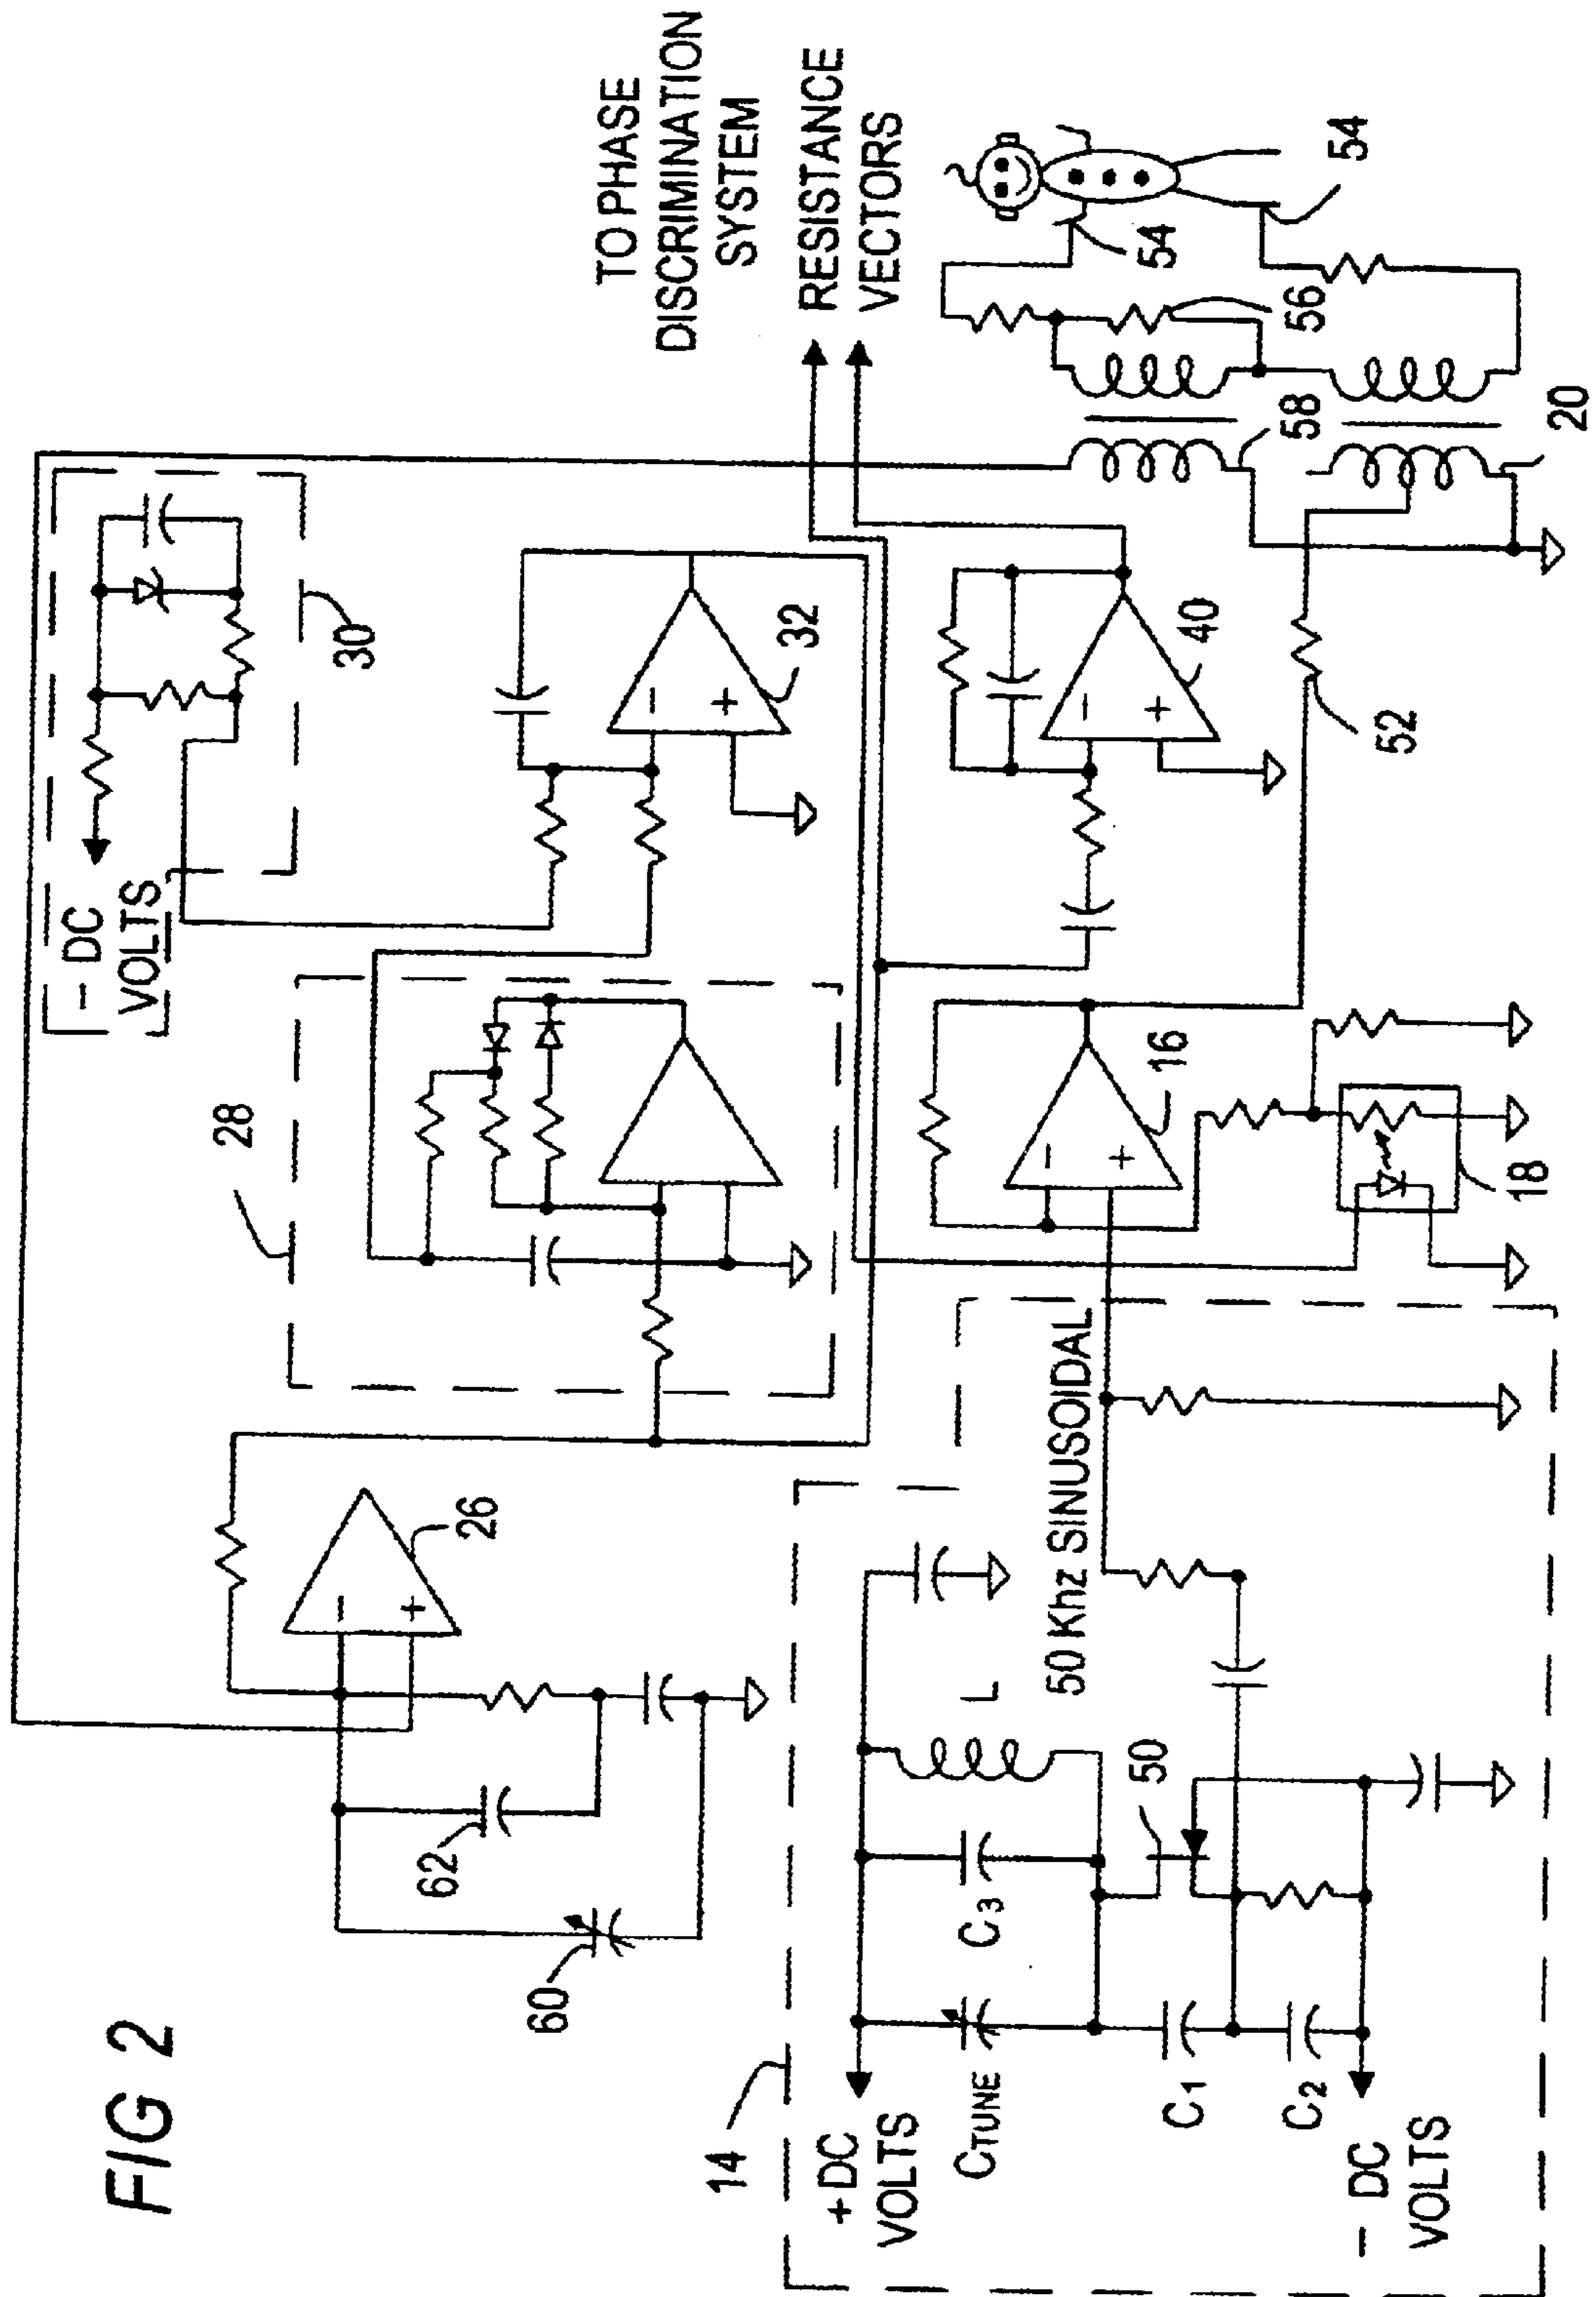 FIG 2
- DC
VOLTS
30
28
26
32
62
60
TO PHASE
DISCRIMINATION
SYSTEM
RESISTANCE
VECTORS
-
+
-
+
-
+
-
+
40
16
52
54
54
56
58
20
18
14
+ DC
VOLTS
50 Khz SINUSOIDAL
L
C3
CTUNE
50
C1
C2
- DC
VOLTS